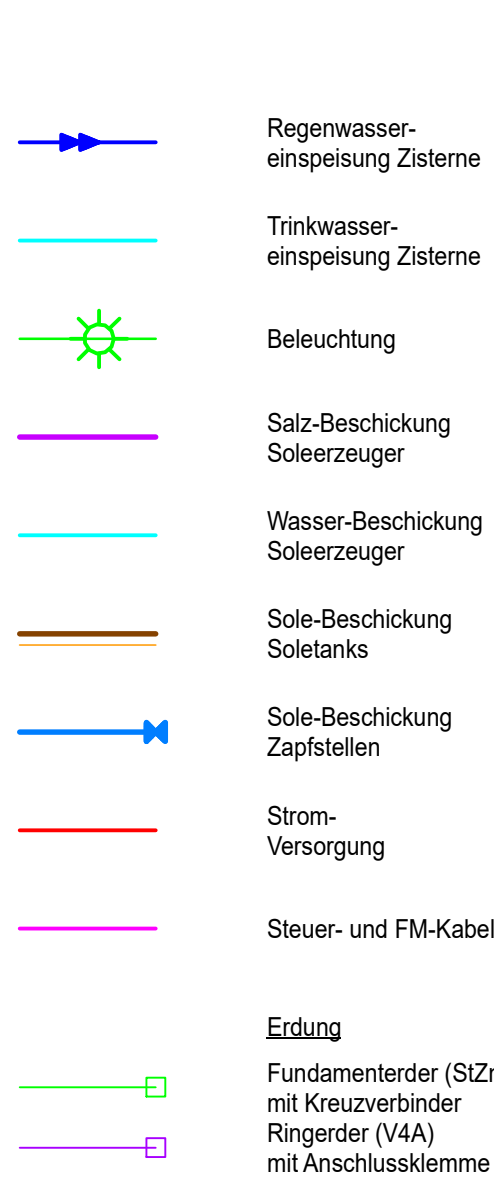 Regenwasser-
einspeisung Zisterne
Trinkwasser-
einspeisung Zisterne
Beleuchtung
Salz-Beschickung
Soleerzeuger
Wasser-Beschickung
Soleerzeuger
Sole-Beschickung
Soletanks
Sole-Beschickung
Zapfstellen
Strom-
Versorgung
Steuer- und FM-Kabel
Erdung
Fundamenterder
mit Kreuzverbinder
Ringerder (V4A)
mit Anschlussklemme